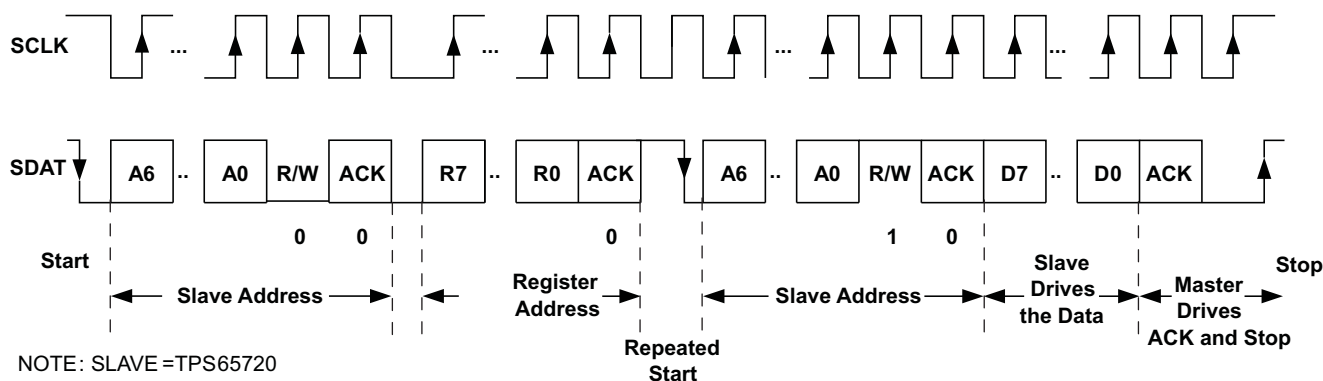 SCLK ... ... ... ...
SDAT A6 .. A0 R/W ACK R7 .. R0 ACK A6 .. A0 R/W ACK D7 .. D0 ACK
0 0 0 1 0
Start
Slave Address
Register
Address
Repeated
Start
Slave Address
Slave
Drives
the Data
Master
Drives
ACK and Stop
Stop
NOTE: SLAVE=TPS65720